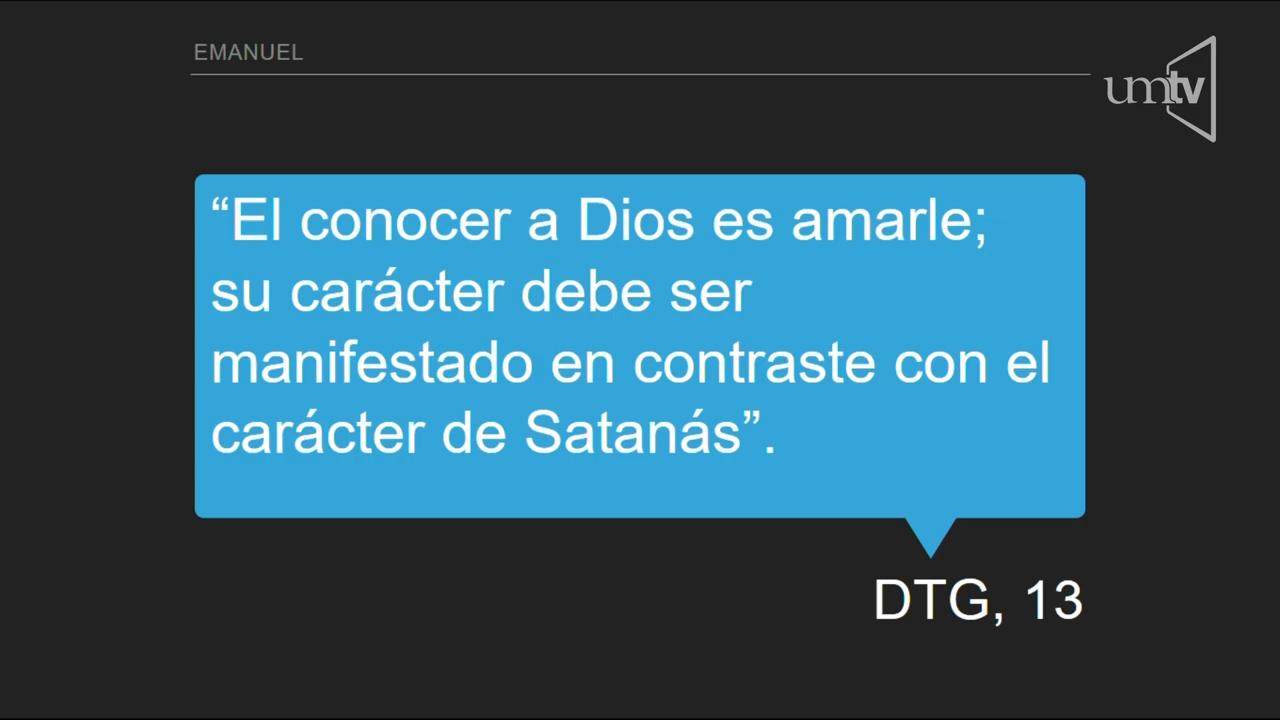 EMANUEL
umtv
“El conocer a Dios es amarle;
su carácter debe ser
manifestado en contraste con el
carácter de Satanás”.
DTG, 13